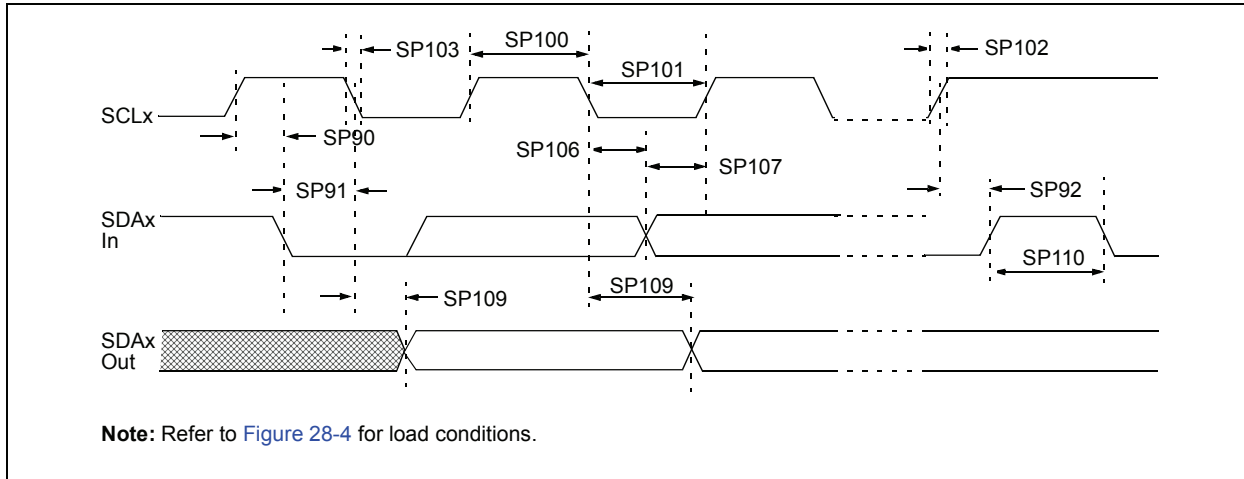 SP103
SP100
SP102
SP101
SCLx
SP90
SP106
SP107
SP91
SP92
SDAx
In
SP110
SP109
SP109
SDAx
Out
Note: Refer to Figure 28-4 for load conditions.